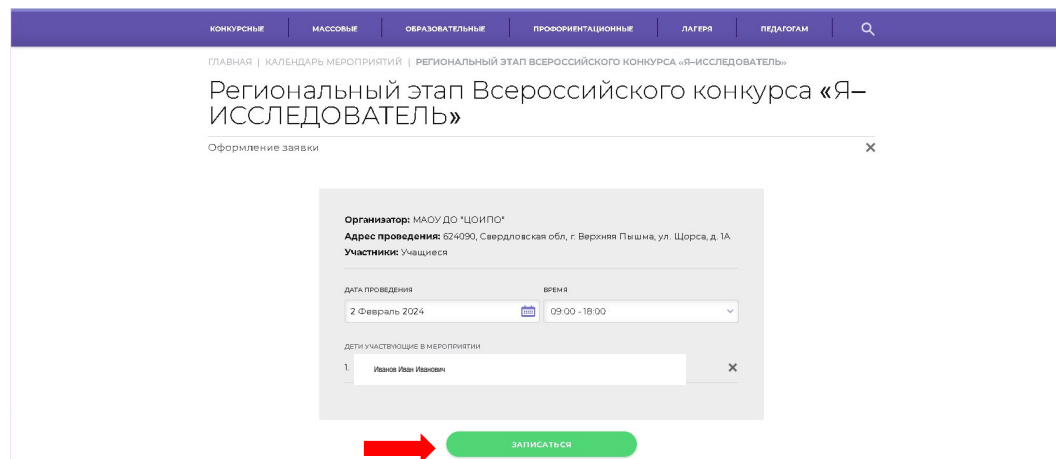 КОНКУРСНЫЕ МАССОВЫЕ ОБРАЗОВАТЕЛЬНЫЕ ПРОФОРИЕНТАЦИОННЫЕ ЛАГЕРЯ ПЕДАГОГАМ
ГЛАВНАЯ | КАЛЕНДАРЬ МЕРОПРИЯТИЙ | РЕГИОНАЛЬНЫЙ ЭТАП ВСЕРОССИЙСКОГО КОНКУРСА «Я–ИССЛЕДОВАТЕЛЬ»
Региональный этап Всероссийского конкурса «Я–
ИССЛЕДОВАТЕЛЬ»
Оформление заявки
Организатор: МАОУ ДО "ЦОИПО"
Адрес проведения: 624090, Свердловская обл, г. Верхняя Пышма, ул. Щорса, д. 1А
Участники: Учащиеся
ДАТА ПРОВЕДЕНИЯ ВРЕМЯ
2 Февраль 2024 09:00 - 18:00
ДЕТИ УЧАСТВУЮЩИЕ В МЕРОПРИЯТИИ
1. Иванов Иван Иванович
ЗАПИСАТЬСЯ